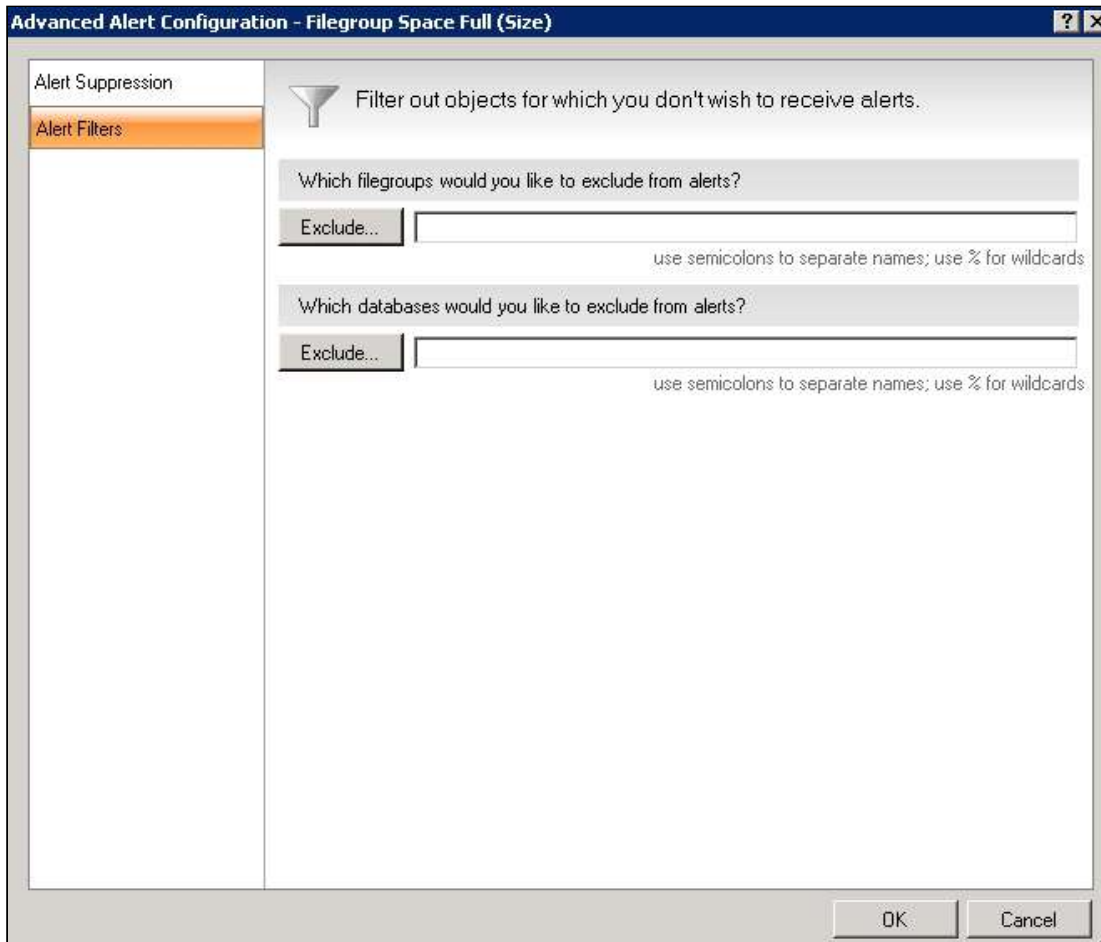 Advanced Alert Configuration - Filegroup Space Full (Size)
Alert Suppression
Alert Filters
Filter out objects for which you don't wish to receive alerts.
Which filegroups would you like to exclude from alerts?
Exclude...
use semicolons to separate names; use % for wildcards
Which databases would you like to exclude from alerts?
Exclude...
use semicolons to separate names; use % for wildcards
OK
Cancel